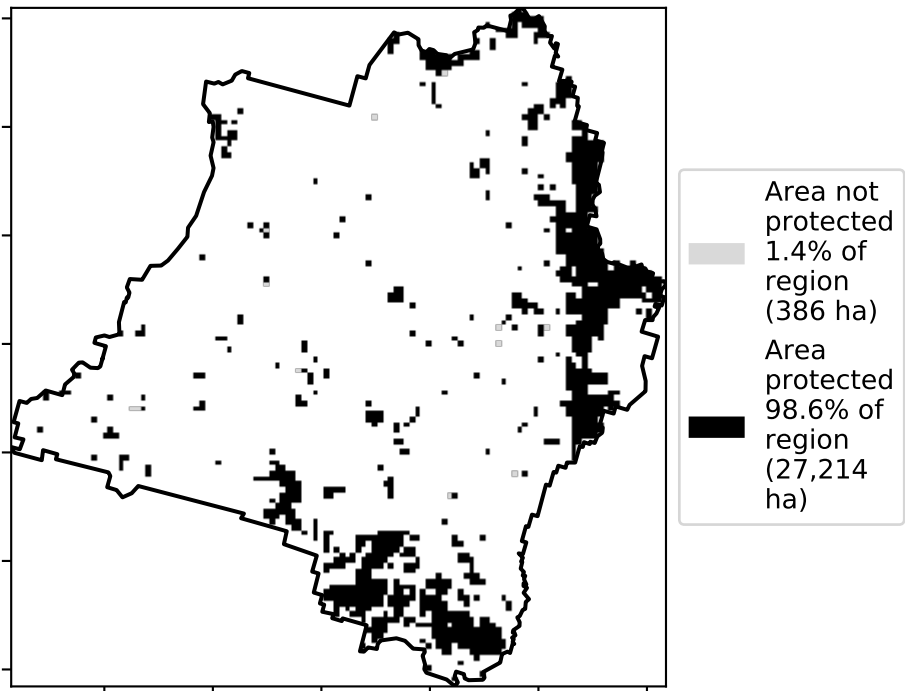 Area not
protected
1.4% of
region
(386 ha)
Area
protected
98.6% of
region
(27,214
ha)